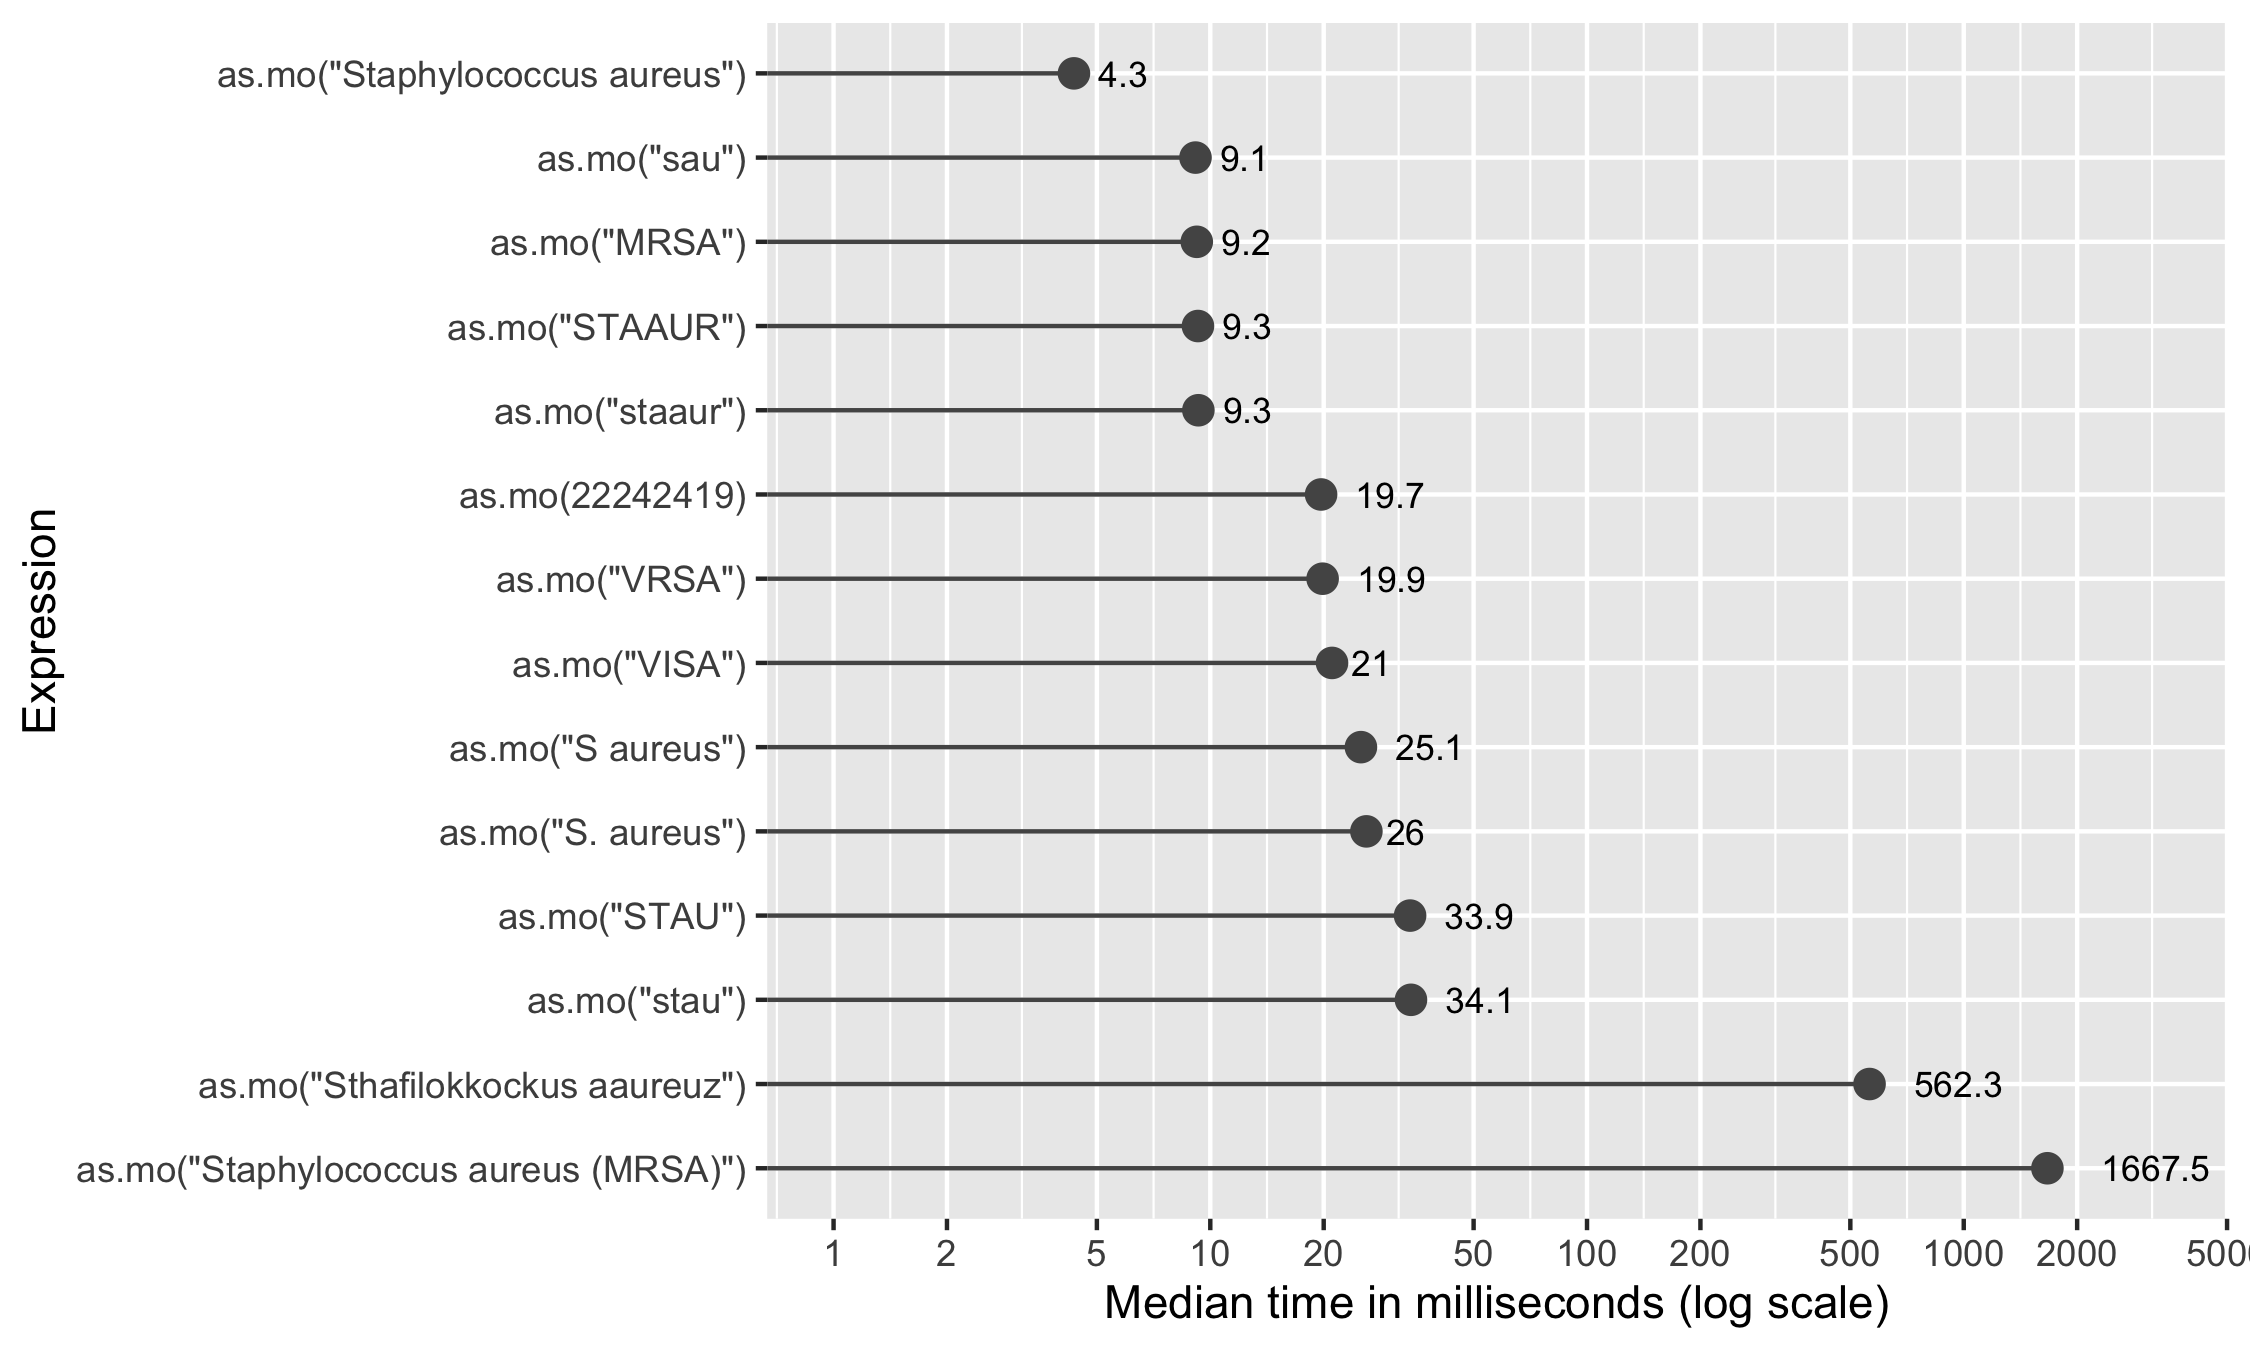 as.mo("Staphylococcus aureus") 4.3
as.mo("sau") 9.1
as.mo("MRSA") 9.2
as.mo("STAAUR") 9.3
as.mo("staaur") 9.3
as.mo(22242419) 19.7
as.mo("VRSA") 19.9
as.mo("VISA") 21
as.mo("S aureus") 25.1
as.mo("S. aureus") 26
as.mo("STAU") 33.9
as.mo("stau") 34.1
as.mo("Sthafilokkockus aaureuz") 562.3
as.mo("Staphylococcus aureus (MRSA)") 1667.5
Expression
1 2 5 10 20 50 100 200 500 1000 2000
Median time in milliseconds (log scale)